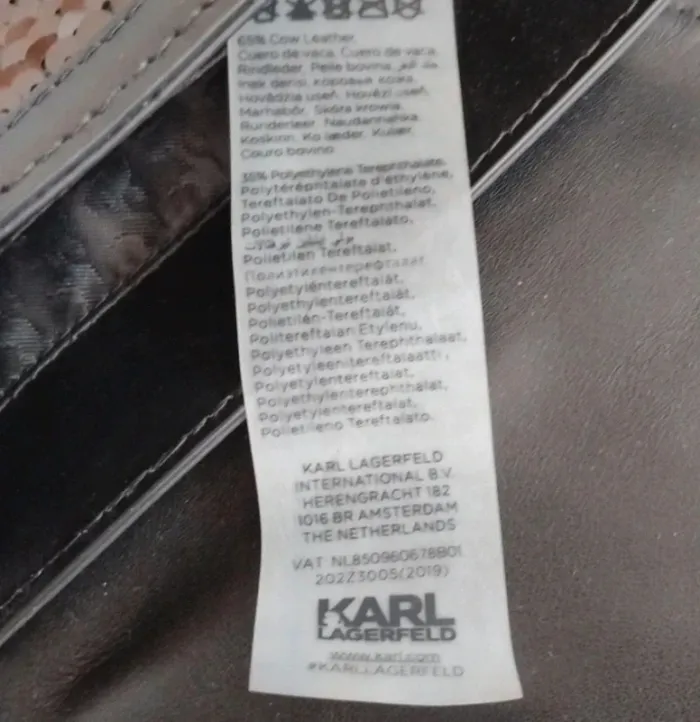 65% Cow Leather
Cuero de vaca. Cuero de vaca.
Rindleder. Pelle bovina.
Inek derisi. коровья кожа.
Hovädzia useň. Hovězí useň.
Marhabőr. Skóra krowia.
Runderleer. Naudannahka.
Koskinn. Ko læder. Kulær.
Couro bovino
35% Polyethylene Terephthalate.
Polytéréphtalate d'éthylène,
Tereftalato De Polietileno,
Polyethylen-Terephthalat,
Polietilene Tereftalato,
Polietilen Tereftalat,
Полиэтилентерефталат
Polyetyléntereftalát,
Polyethylentereftalát,
Polietilén-Tereftalát,
Politereftalan Etylenu,
Polyethyleen Terephthalaat,
Polyetyleenitereftalaatti,
Polyetylentereftalat,
Polyethylenterephthalat,
Polyetylentereftalat,
Polietileno Tereftalato.
KARL LAGERFELD
INTERNATIONAL B.V.
HERENGRACHT 182
1016 BR AMSTERDAM
THE NETHERLANDS
VAT NL850960678B01
202Z3005(2019)
KARL
LAGERFELD
www.karl.com
#KARLLAGERFELD